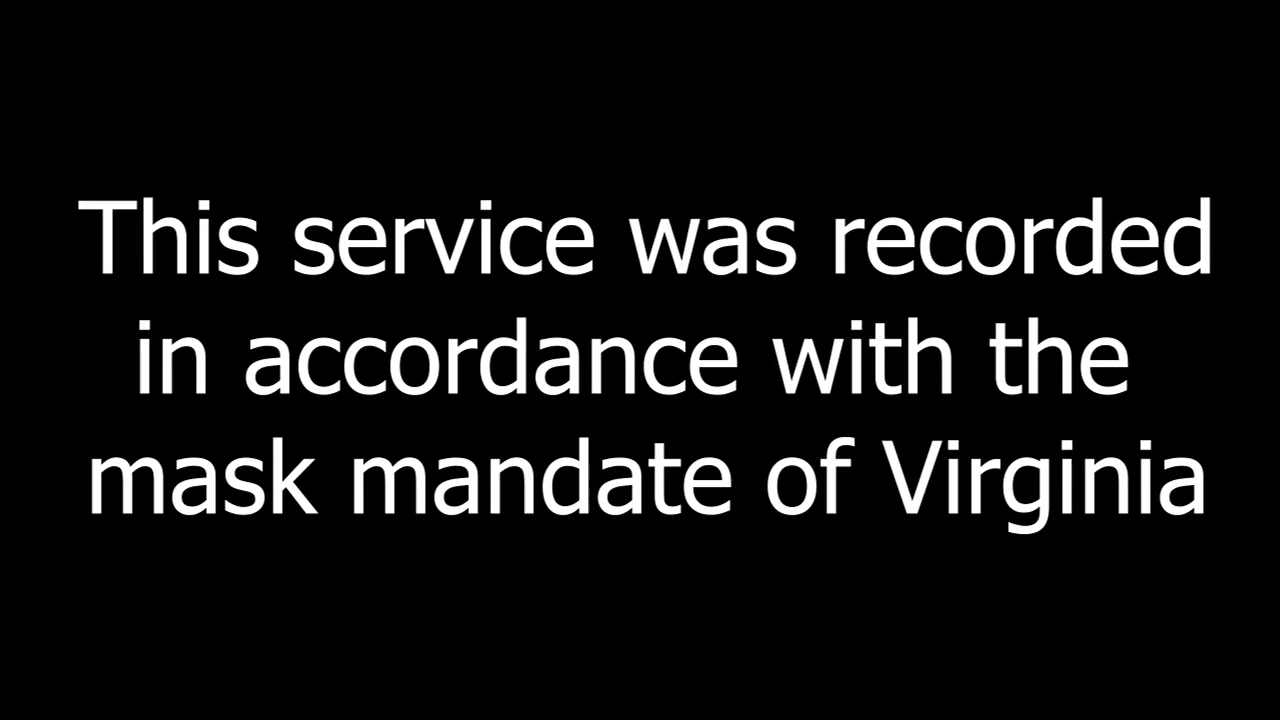 This service was recorded
in accordance with the
mask mandate of Virginia